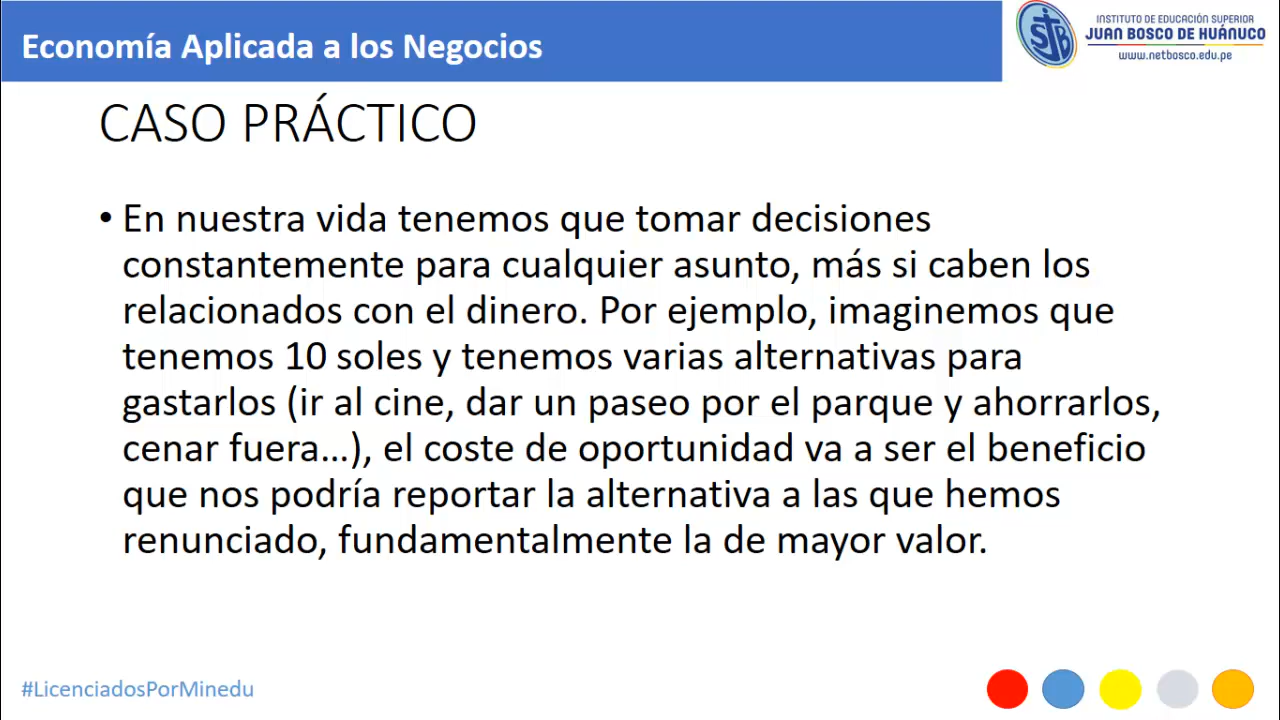 Economía Aplicada a los Negocios
SJB
INSTITUTO DE EDUCACIÓN SUPERIOR
JUAN BOSCO DE HUÁNUCO
www.netbosco.edu.pe
CASO PRÁCTICO
• En nuestra vida tenemos que tomar decisiones
constantemente para cualquier asunto, más si caben los
relacionados con el dinero. Por ejemplo, imaginemos que
tenemos 10 soles y tenemos varias alternativas para
gastarlos (ir al cine, dar un paseo por el parque y ahorrarlos,
cenar fuera…), el coste de oportunidad va a ser el beneficio
que nos podría reportar la alternativa a las que hemos
renunciado, fundamentalmente la de mayor valor.
#LicenciadosPorMinedu